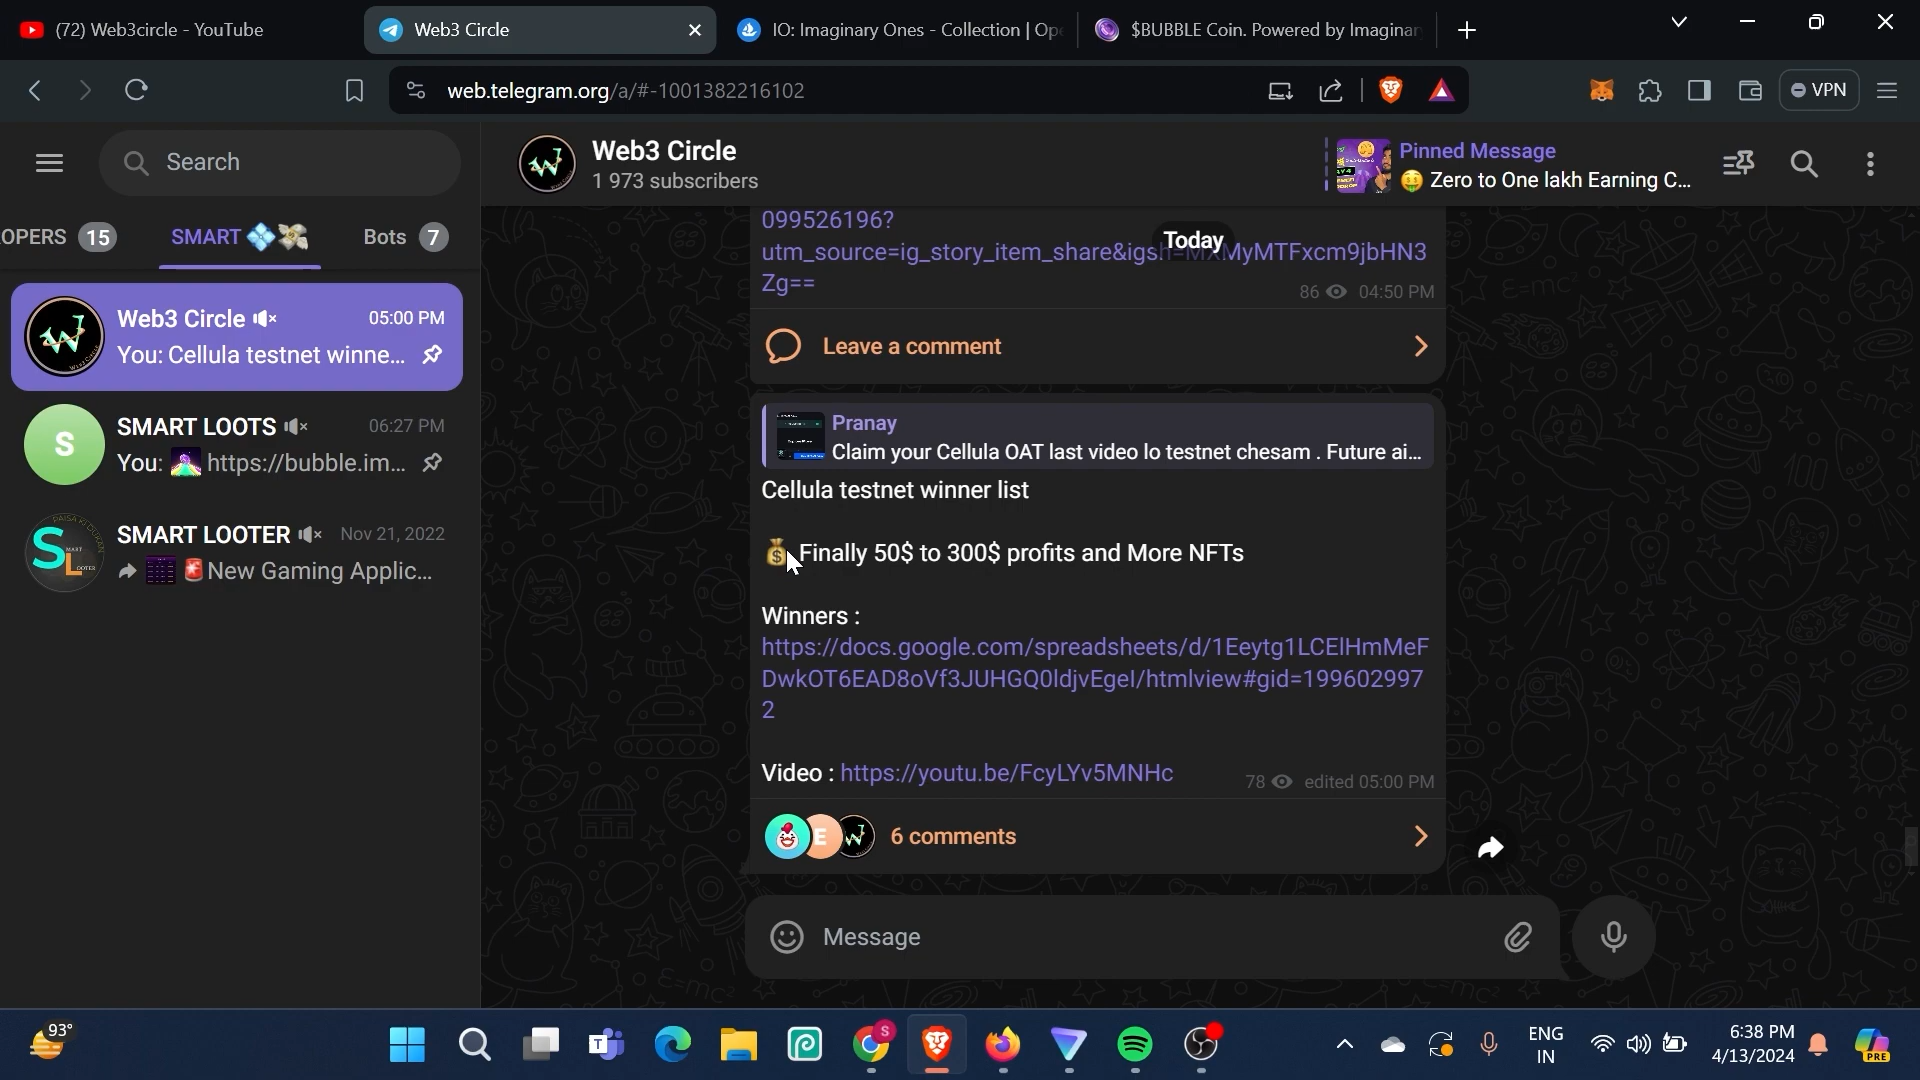 (72) Web3circle - YouTube
Web3 Circle
IO: Imaginary Ones - Collection | Ope
$BUBBLE Coin. Powered by Imaginar
web.telegram.org/a/#-1001382216102
VPN
Search
OPERS 15
SMART
Bots 7
Web3 Circle
05:00 PM
You: Cellula testnet winne...
S
SMART LOOTS
06:27 PM
You: https://bubble.im...
SMART LOOTER
Nov 21, 2022
New Gaming Applic...
Web3 Circle
1 973 subscribers
Pinned Message
Zero to One lakh Earning C...
099526196?
Today
utm_source=ig_story_item_share&igsh=MXMyMTFxcm9jbHN3
Zg==
86 04:50 PM
Leave a comment
Pranay
Claim your Cellula OAT last video lo testnet chesam . Future ai...
Cellula testnet winner list
Finally 50$ to 300$ profits and More NFTs
Winners :
https://docs.google.com/spreadsheets/d/1Eeytg1LCElHmMeF
DwkOT6EAD8oVf3JUHGQ0ldjvEgeI/htmlview#gid=199602997
2
Video : https://youtu.be/FcyLYv5MNHc
78 edited 05:00 PM
E
6 comments
Message
93°
ENG
IN
6:38 PM
4/13/2024
PRE